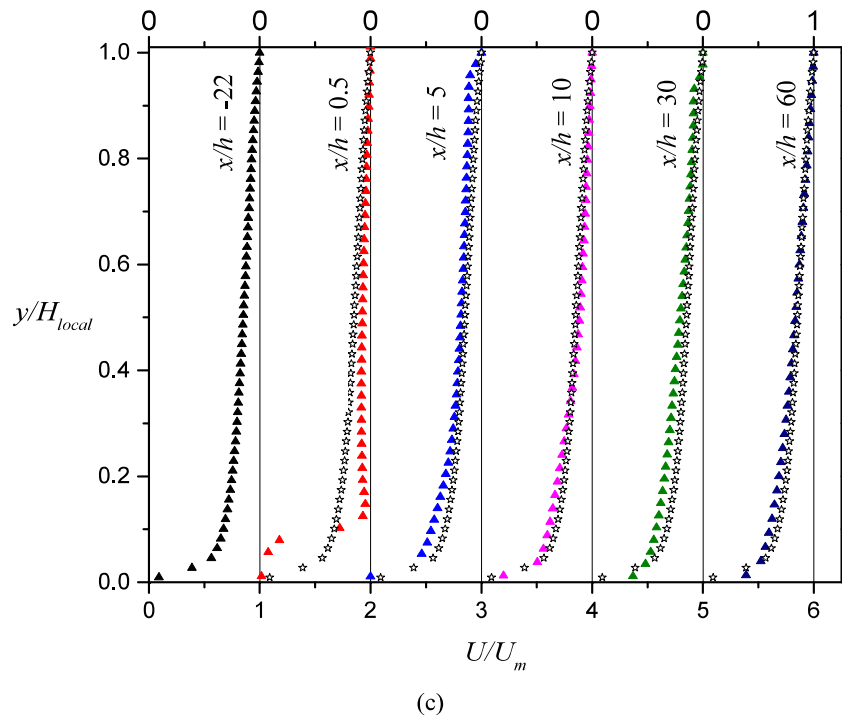 0 0 0 0 0 0 1
1.0
0.8
0.6
0.4
0.2
0.0
y/H_local
x/h = -22
x/h = 0.5
x/h = 5
x/h = 10
x/h = 30
x/h = 60
0 1 2 3 4 5 6
U/U_m
(c)